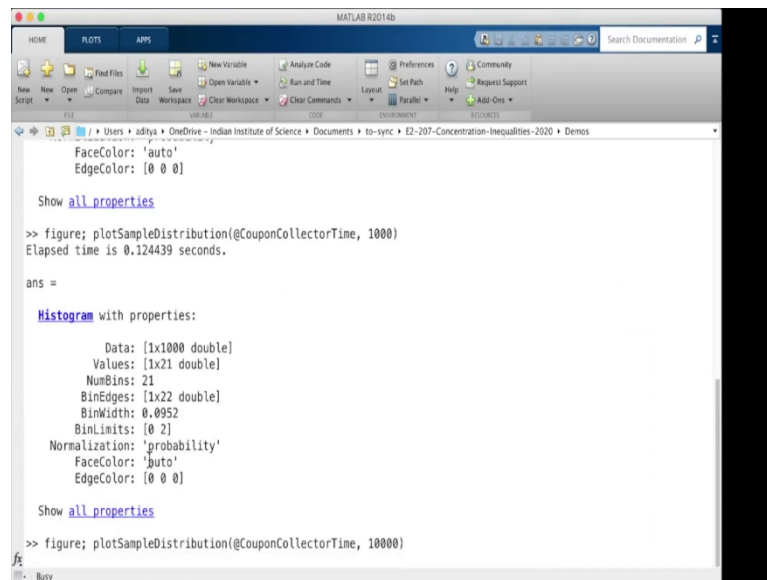 MATLAB R2014b
HOME PLOTS APPS
Search Documentation
New Script
New
Open
Find Files
Compare
Import Data
Save Workspace
New Variable
Open Variable
Clear Workspace
Analyze Code
Run and Time
Clear Commands
Layout
Preferences
Set Path
Parallel
Help
Community
Request Support
Add-Ons
FILE VARIABLE CODE ENVIRONMENT RESOURCES
/ Users aditya OneDrive - Indian Institute of Science Documents to-sync E2-207-Concentration-Inequalities-2020 Demos
FaceColor: 'auto'
EdgeColor: [0 0 0]
Show all properties
>> figure; plotSampleDistribution(@CouponCollectorTime, 1000)
Elapsed time is 0.124439 seconds.
ans =
Histogram with properties:
Data: [1x1000 double]
Values: [1x21 double]
NumBins: 21
BinEdges: [1x22 double]
BinWidth: 0.0952
BinLimits: [0 2]
Normalization: 'probability'
FaceColor: 'auto'
EdgeColor: [0 0 0]
Show all properties
>> figure; plotSampleDistribution(@CouponCollectorTime, 10000)
fx
Busy